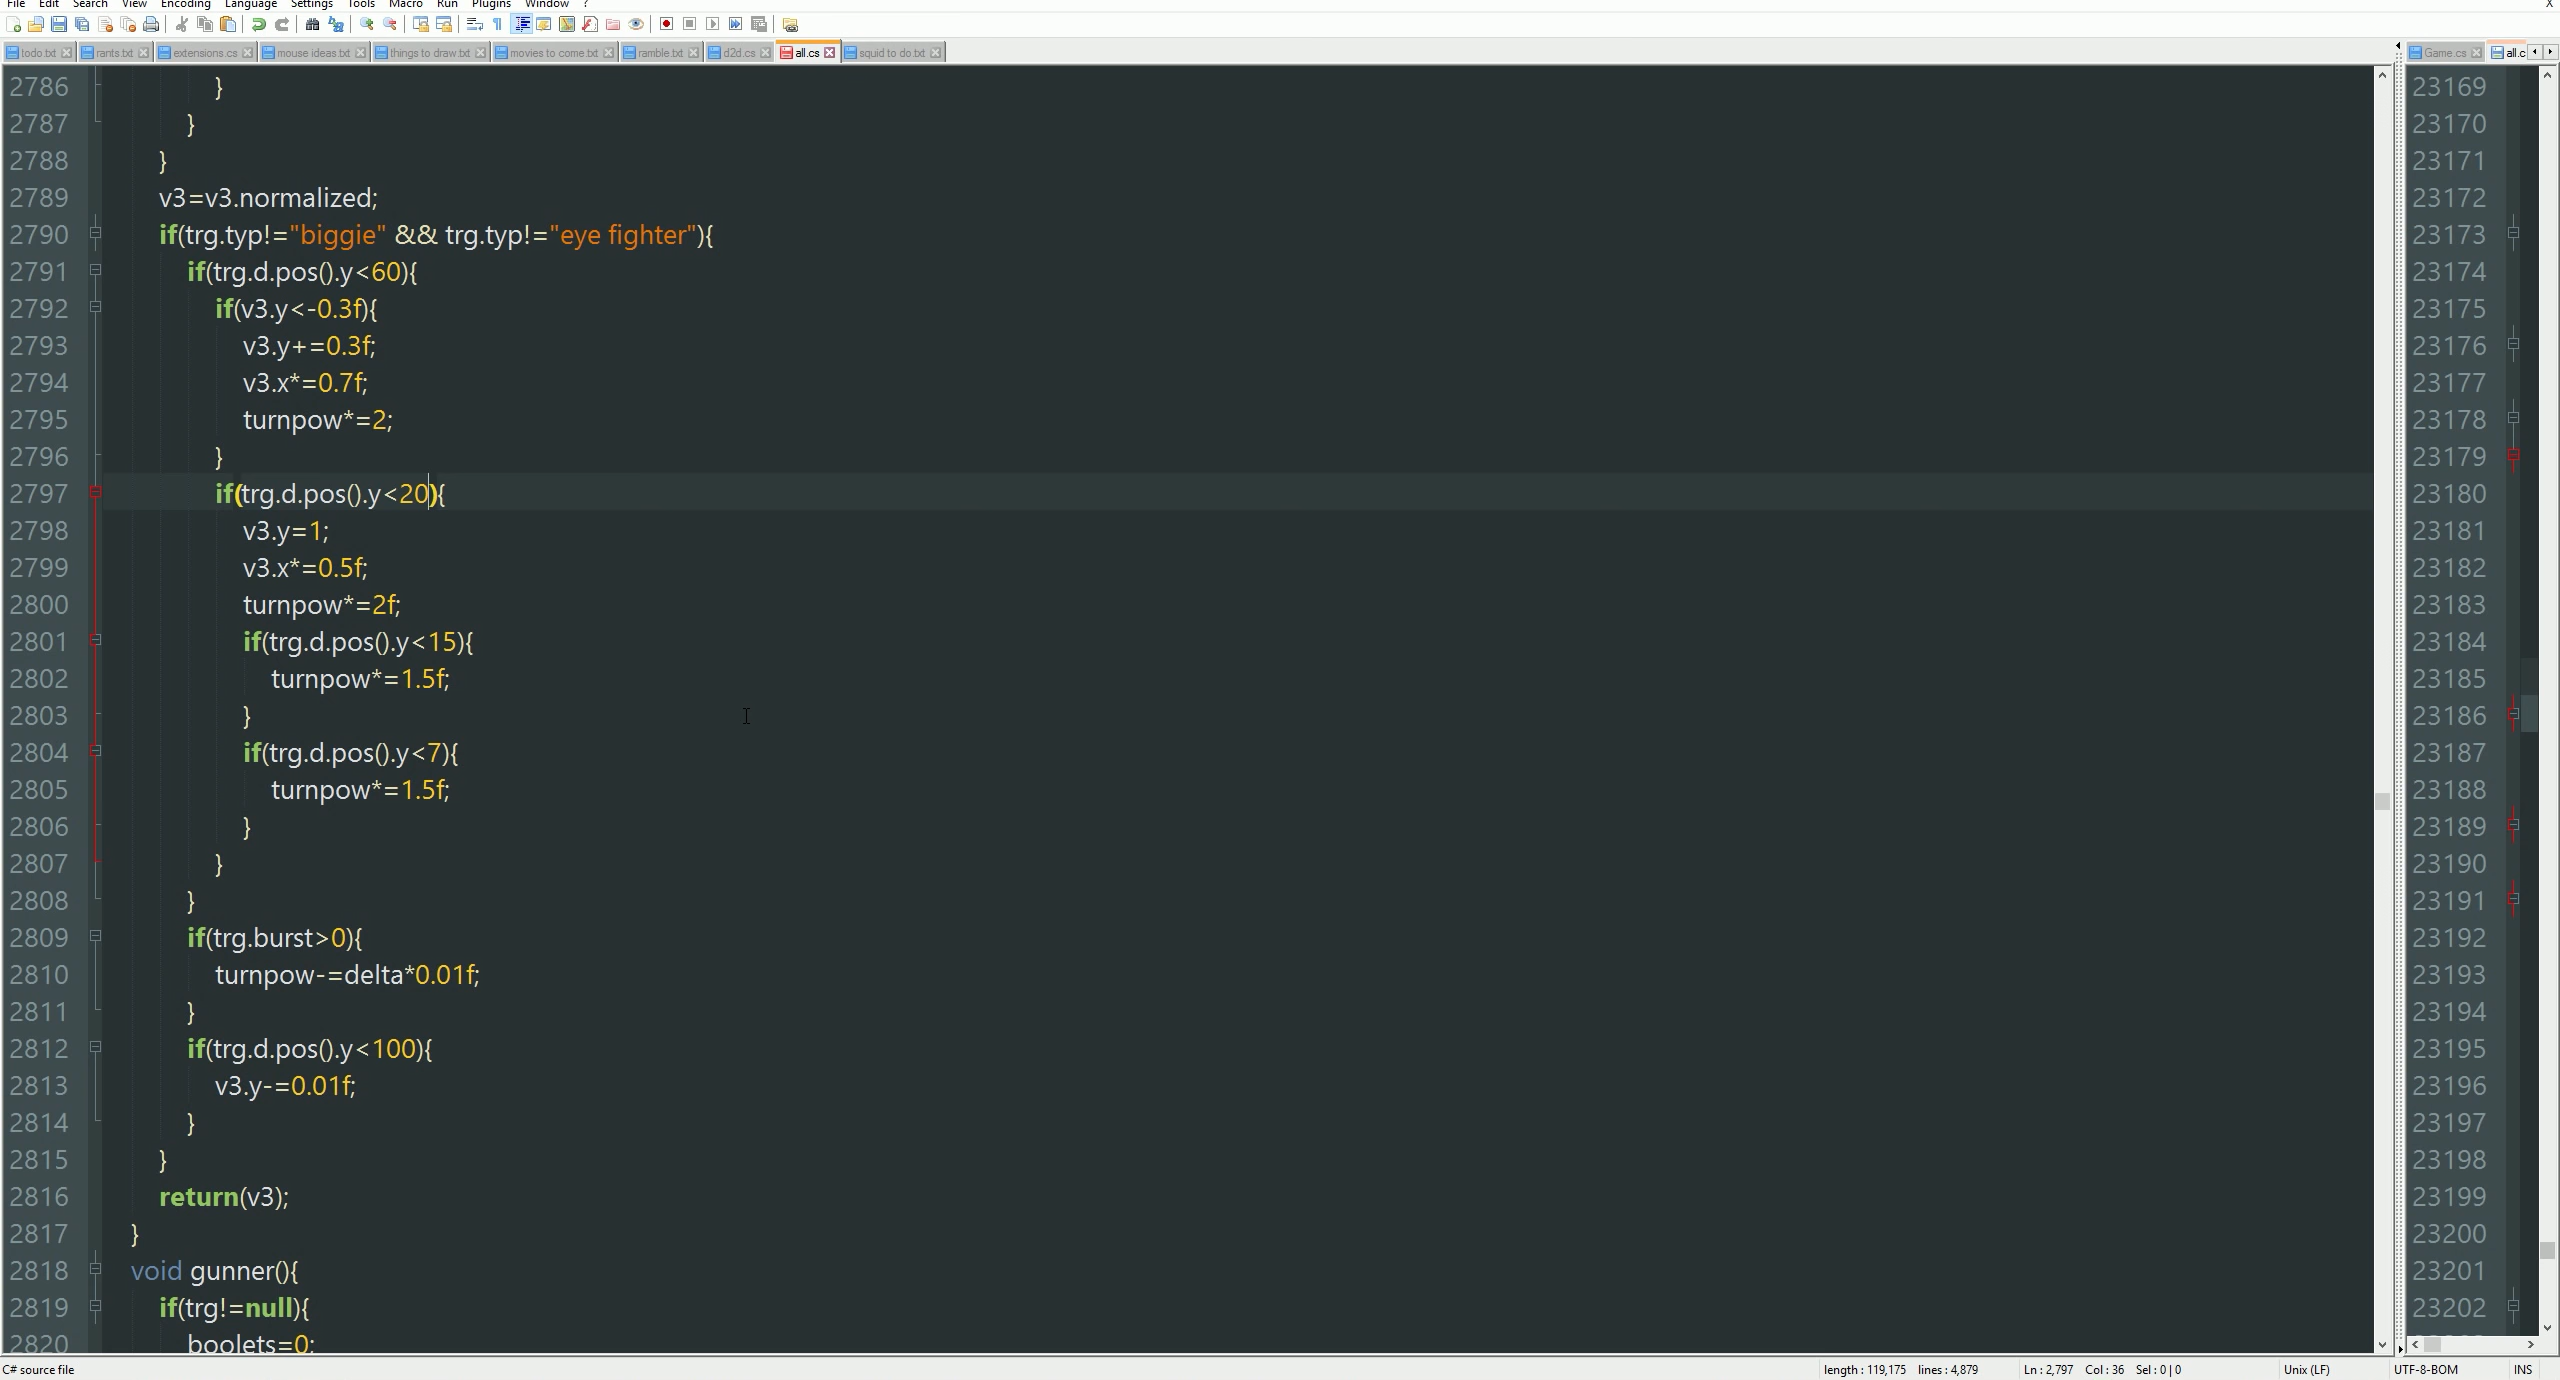 File Edit Search View Encoding Language Settings Tools Macro Run Plugins Window ? X
todo.txt rants.txt extensions.cs mouse ideas.txt things to draw.txt movies to come.txt ramble.txt d2d.cs all.cs squid to do.txt Game.cs all.c
2786 }
2787 }
2788 }
2789 v3=v3.normalized;
2790 if(trg.typ!="biggie" && trg.typ!="eye fighter"){
2791 if(trg.d.pos().y<60){
2792 if(v3.y<-0.3f){
2793 v3.y+=0.3f;
2794 v3.x*=0.7f;
2795 turnpow*=2;
2796 }
2797 if(trg.d.pos().y<20){
2798 v3.y=1;
2799 v3.x*=0.5f;
2800 turnpow*=2f;
2801 if(trg.d.pos().y<15){
2802 turnpow*=1.5f;
2803 }
2804 if(trg.d.pos().y<7){
2805 turnpow*=1.5f;
2806 }
2807 }
2808 }
2809 if(trg.burst>0){
2810 turnpow-=delta*0.01f;
2811 }
2812 if(trg.d.pos().y<100){
2813 v3.y-=0.01f;
2814 }
2815 }
2816 return(v3);
2817 }
2818 void gunner(){
2819 if(trg!=null){
2820 boolets=0;
23169
23170
23171
23172
23173
23174
23175
23176
23177
23178
23179
23180
23181
23182
23183
23184
23185
23186
23187
23188
23189
23190
23191
23192
23193
23194
23195
23196
23197
23198
23199
23200
23201
23202
C# source file length : 119,175 lines : 4,879 Ln : 2,797 Col : 36 Sel : 0 | 0 Unix (LF) UTF-8-BOM INS